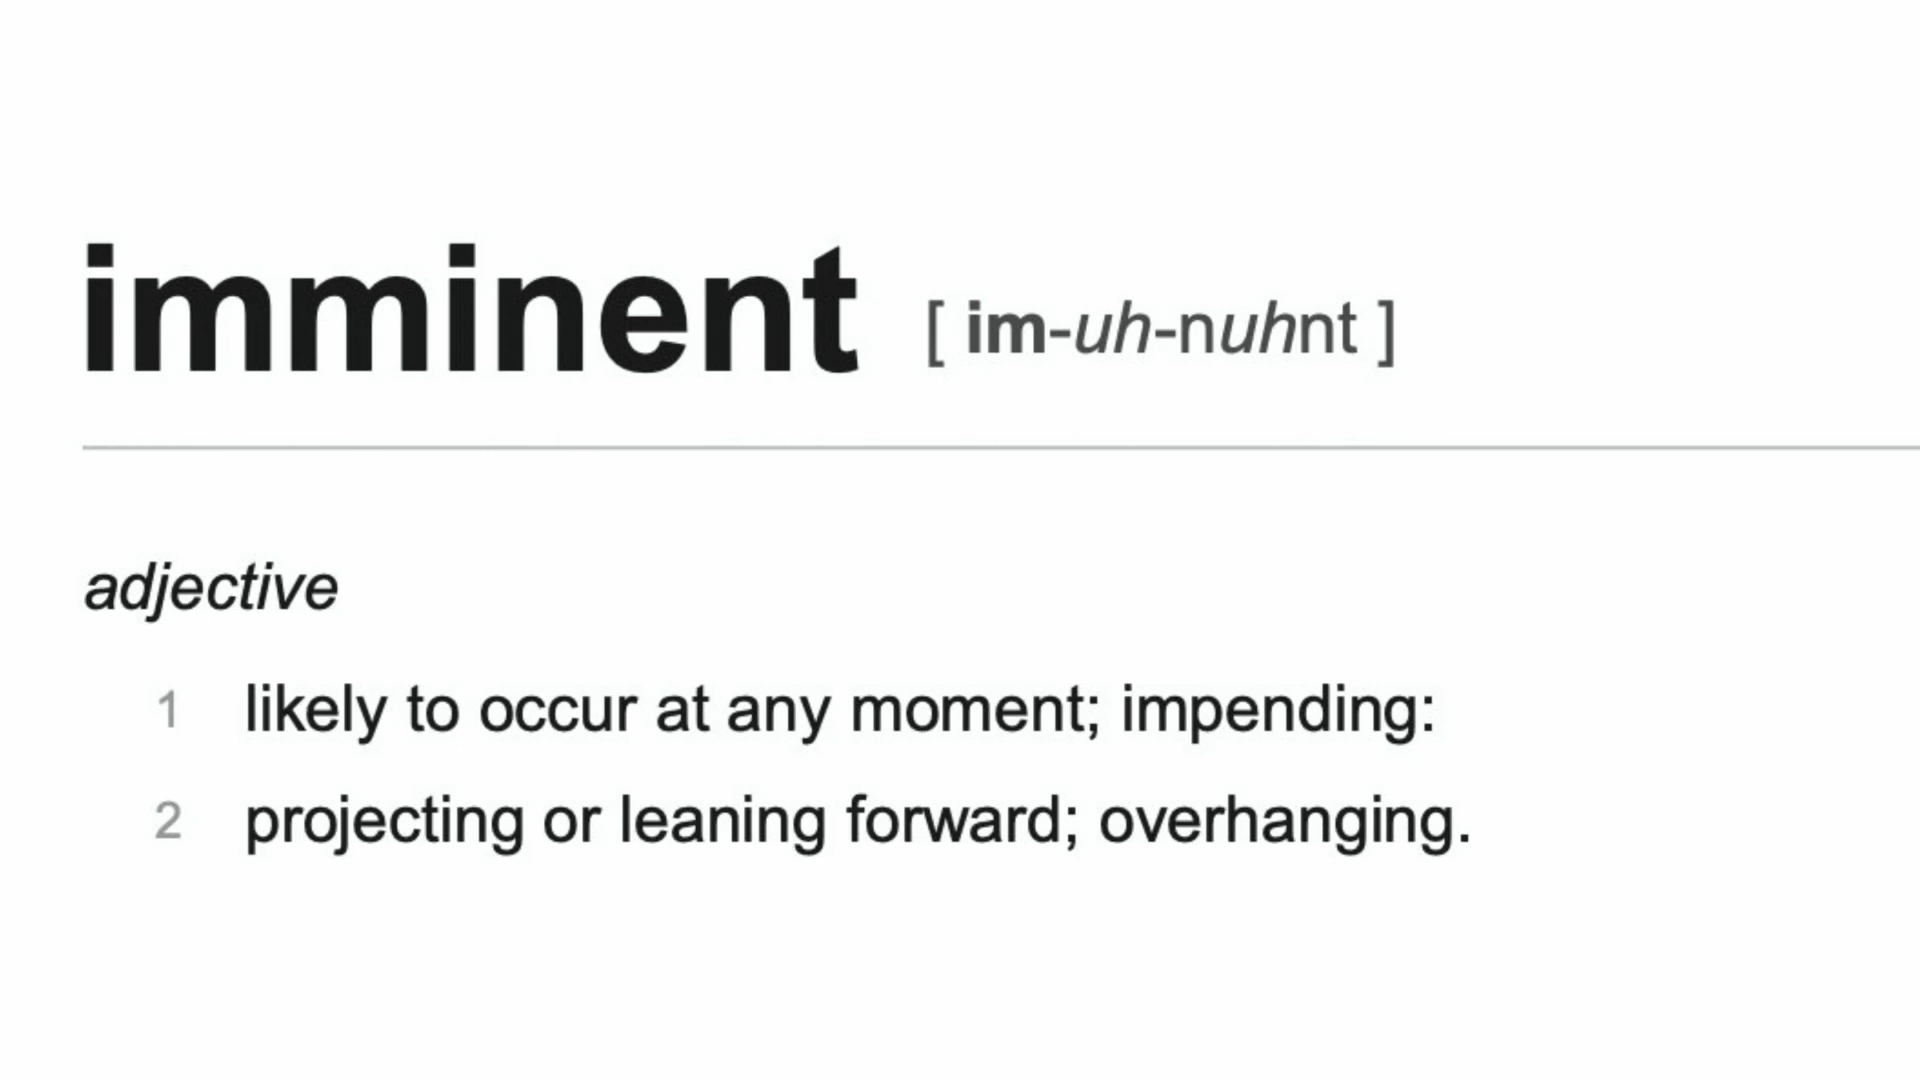 imminent [ im-uh-nuhnt ]
adjective
1 likely to occur at any moment; impending:
2 projecting or leaning forward; overhanging.